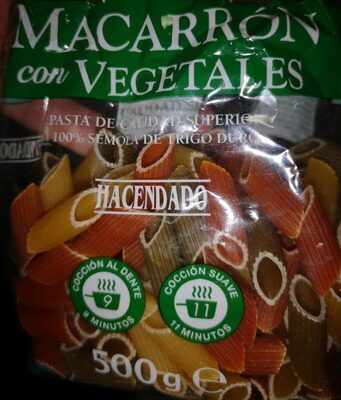 MACARRÓN
con VEGETALES
PASTA DE CALIDAD SUPERIOR
100% SÉMOLA DE TRIGO DURO
HACENDADO
COCCIÓN AL DENTE
9
9 MINUTOS
COCCIÓN SUAVE
11
11 MINUTOS
500g e